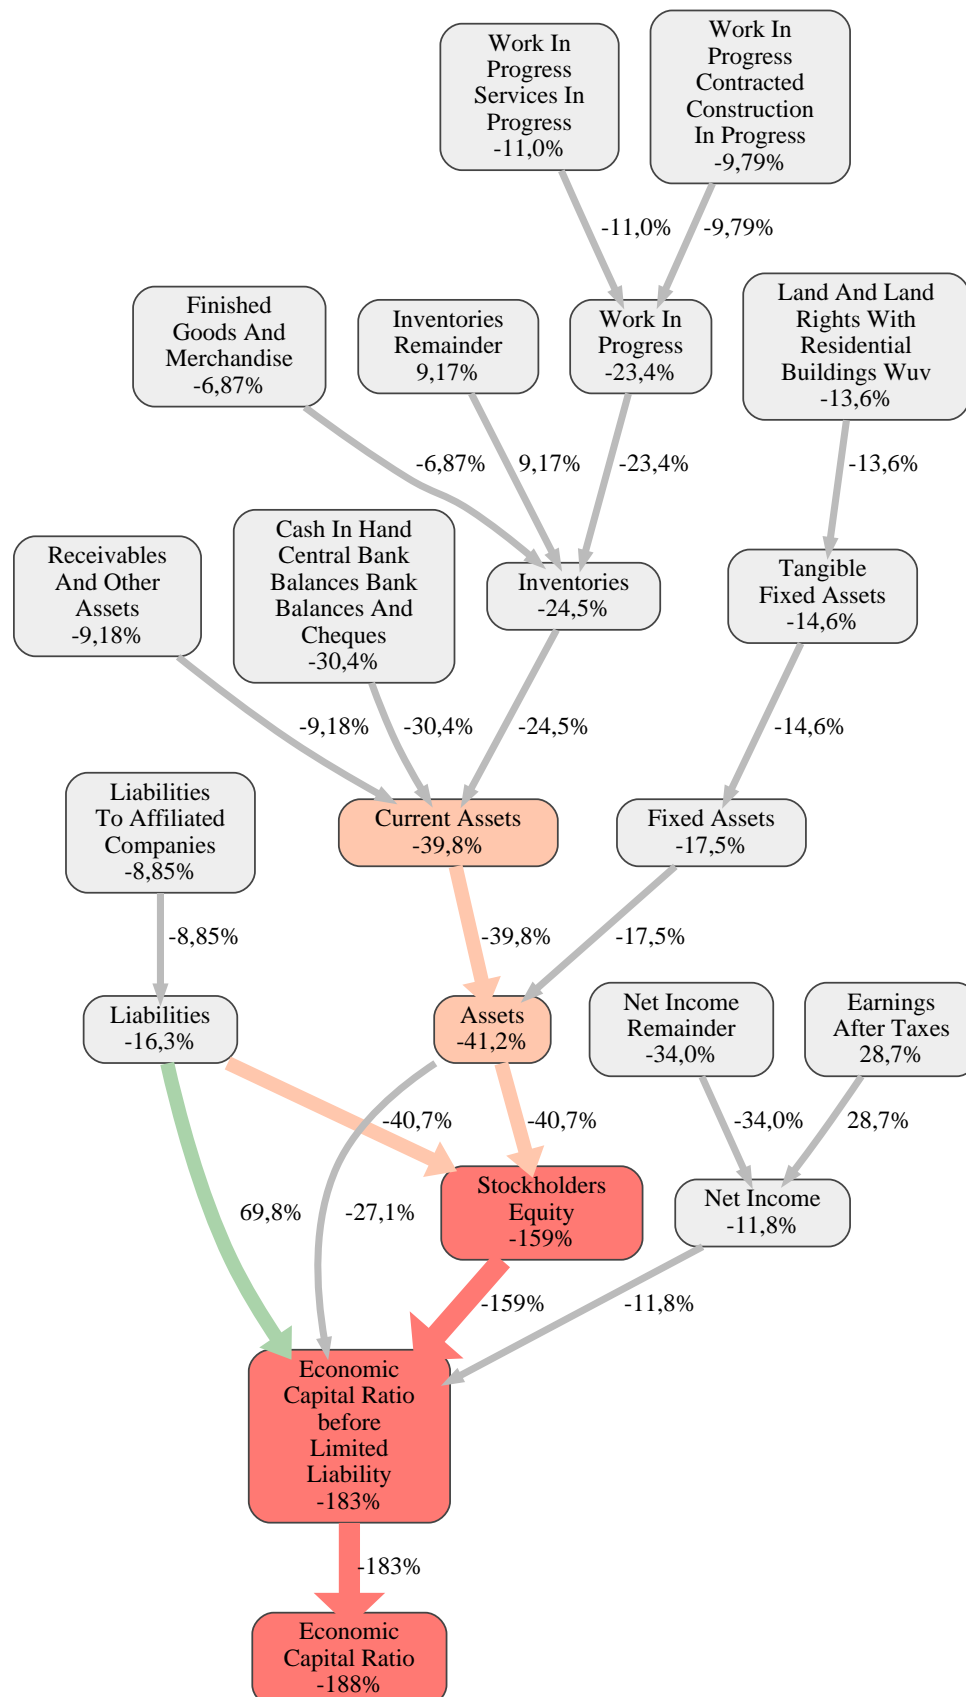 Work In
Progress
Services In
Progress
-11,0%
Work In
Progress
Contracted
Construction
In Progress
-9,79%
-11,0%
-9,79%
Finished
Goods And
Merchandise
-6,87%
Inventories
Remainder
9,17%
Work In
Progress
-23,4%
Land And Land
Rights With
Residential
Buildings Wuv
-13,6%
-6,87%
9,17%
-23,4%
-13,6%
Receivables
And Other
Assets
-9,18%
Cash In Hand
Central Bank
Balances Bank
Balances And
Cheques
-30,4%
Inventories
-24,5%
Tangible
Fixed Assets
-14,6%
-9,18%
-30,4%
-24,5%
-14,6%
Liabilities
To Affiliated
Companies
-8,85%
Current Assets
-39,8%
Fixed Assets
-17,5%
-8,85%
-39,8%
-17,5%
Liabilities
-16,3%
Assets
-41,2%
Net Income
Remainder
-34,0%
Earnings
After Taxes
28,7%
-40,7%
-40,7%
-34,0%
28,7%
69,8%
-27,1%
Stockholders
Equity
-159%
Net Income
-11,8%
-159%
-11,8%
Economic
Capital Ratio
before
Limited
Liability
-183%
-183%
Economic
Capital Ratio
-188%